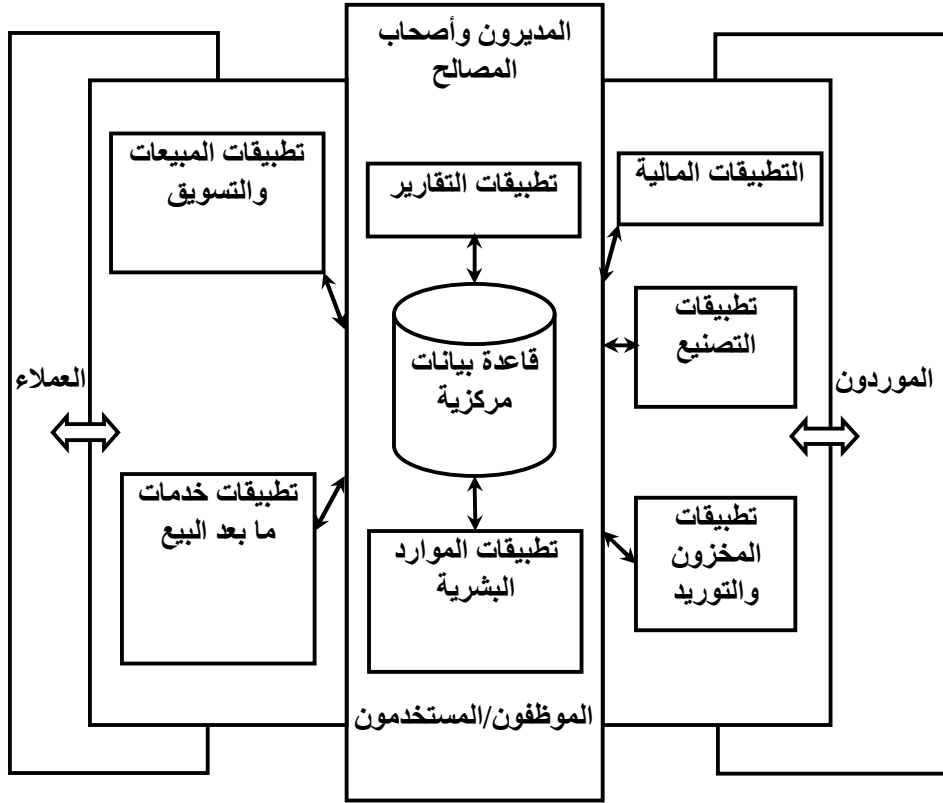 المديرون وأصحاب
المصالح
التطبيقات المالية
تطبيقات التقارير
تطبيقات المبيعات
والتسويق
تطبيقات
التصنيع
قاعدة بيانات
مركزية
الموردون
العملاء
تطبيقات
المخزون
والتوريد
تطبيقات الموارد
البشرية
تطبيقات خدمات
ما بعد البيع
الموظفون/المستخدمون